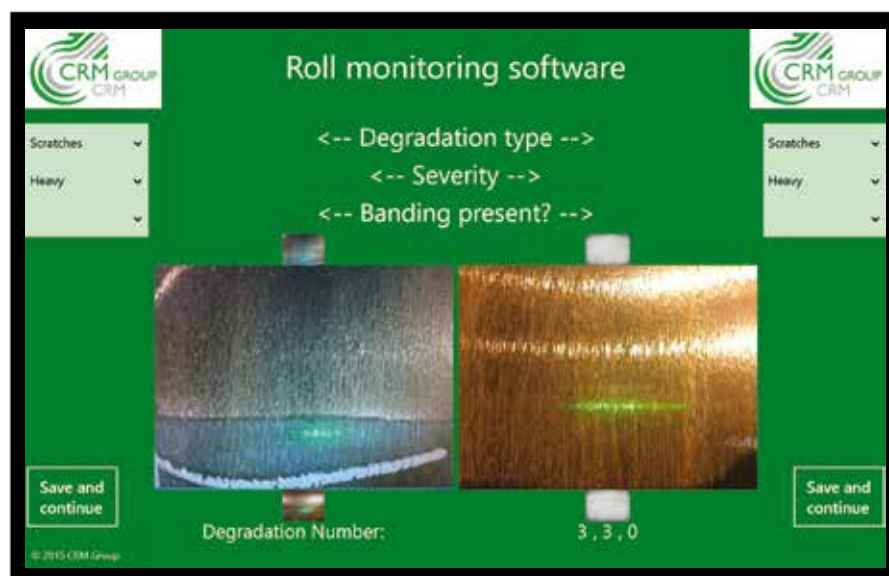 CRM GROUP
CRM
Roll monitoring software
CRM GROUP
CRM
Scratches
Heavy
<-- Degradation type -->
<-- Severity -->
<-- Banding present? -->
Scratches
Heavy
Save and
continue
Save and
continue
Degradation Number:
3 , 3 , 0
© 2015 CRM Group